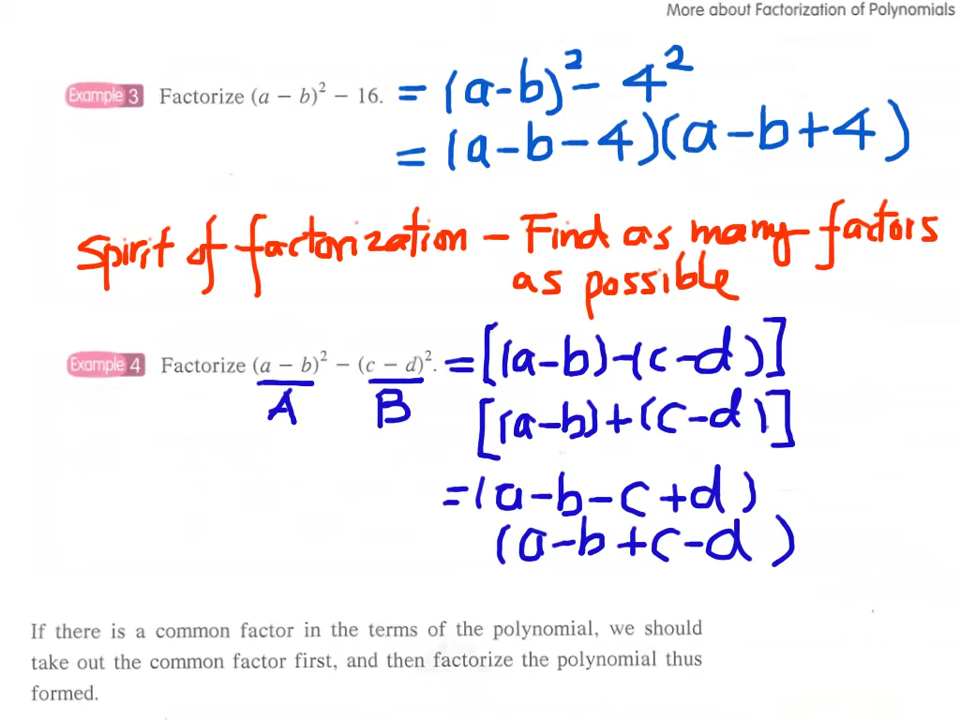 More about Factorization of Polynomials
Example 3 Factorize (a − b)² − 16. = (a-b)² - 4²
= (a-b-4)(a-b+4)
Spirit of factorization - Find as many factors
as possible
Example 4 Factorize (a − b)² − (c − d)². = [(a-b)-(c-d)]
A B [(a-b)+(c-d)]
=(a-b-c+d)
(a-b+c-d)
If there is a common factor in the terms of the polynomial, we should
take out the common factor first, and then factorize the polynomial thus
formed.